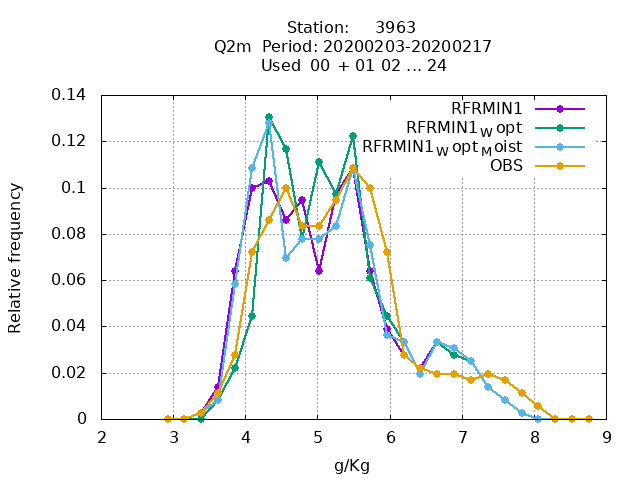 Station:     3963
Q2m  Period: 20200203-20200217
Used  00  + 01 02 ... 24
RFRMIN1
RFRMIN1_W opt
RFRMIN1_W opt_M oist
OBS
Relative frequency
0.14
0.12
0.1
0.08
0.06
0.04
0.02
0
2 3 4 5 6 7 8 9
g/Kg